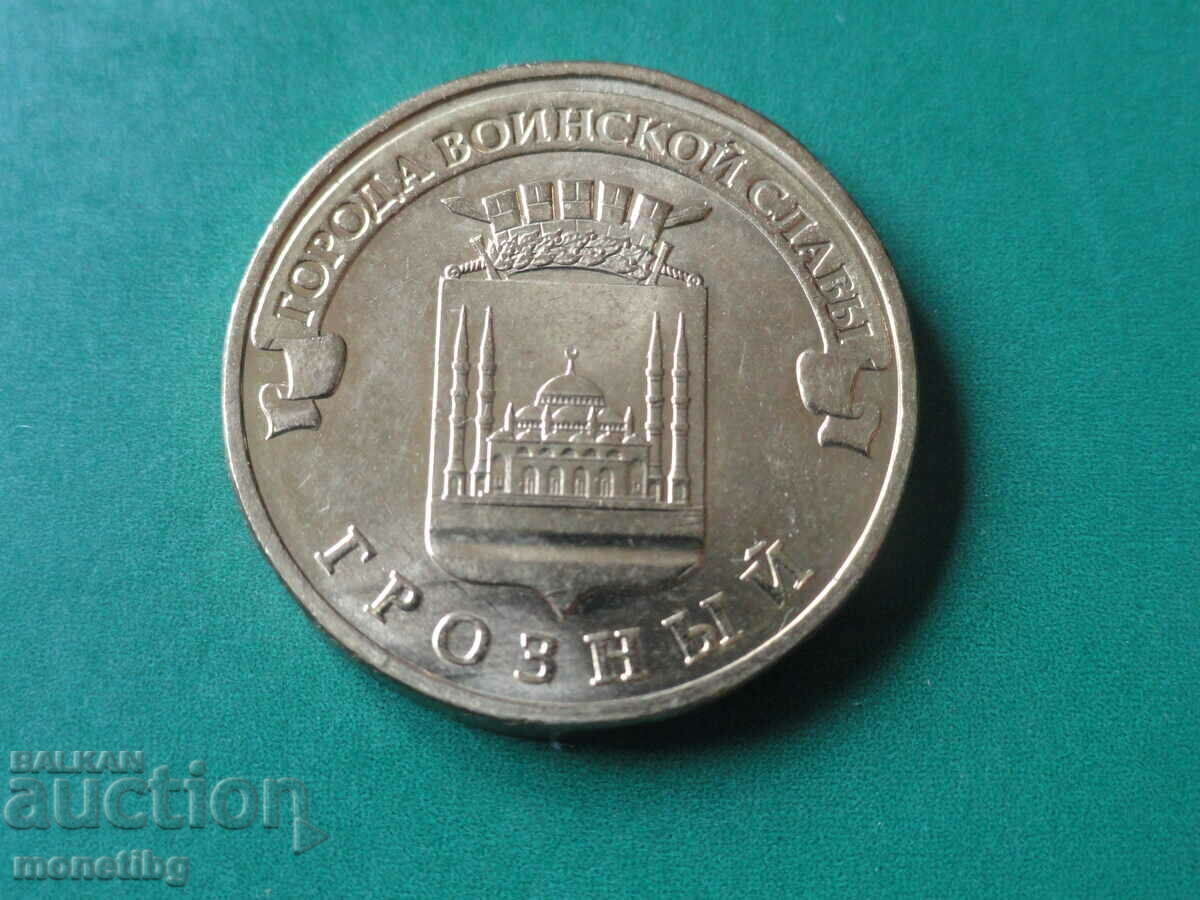 ГОРОДА ВОИНСКОЙ СЛАВЫ
ГРОЗНЫЙ
BALKAN
auction
monetibg